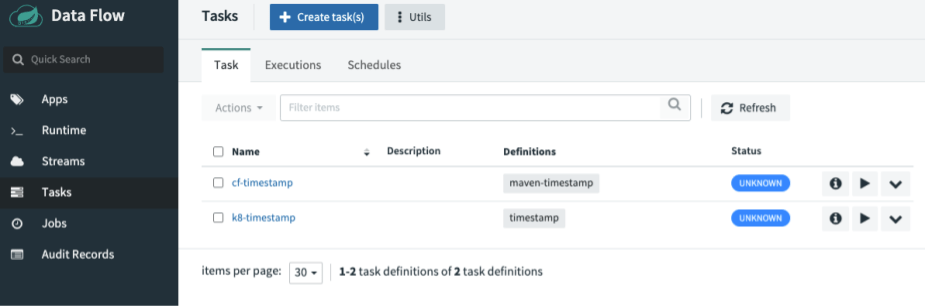 Data Flow
Quick Search
Apps
Runtime
Streams
Tasks
Jobs
Audit Records
Tasks
Create task(s)
Utils
Task Executions Schedules
Actions Filter items Refresh
Name Description Definitions Status
cf-timestamp maven-timestamp UNKNOWN
k8-timestamp timestamp UNKNOWN
items per page: 30 1-2 task definitions of 2 task definitions